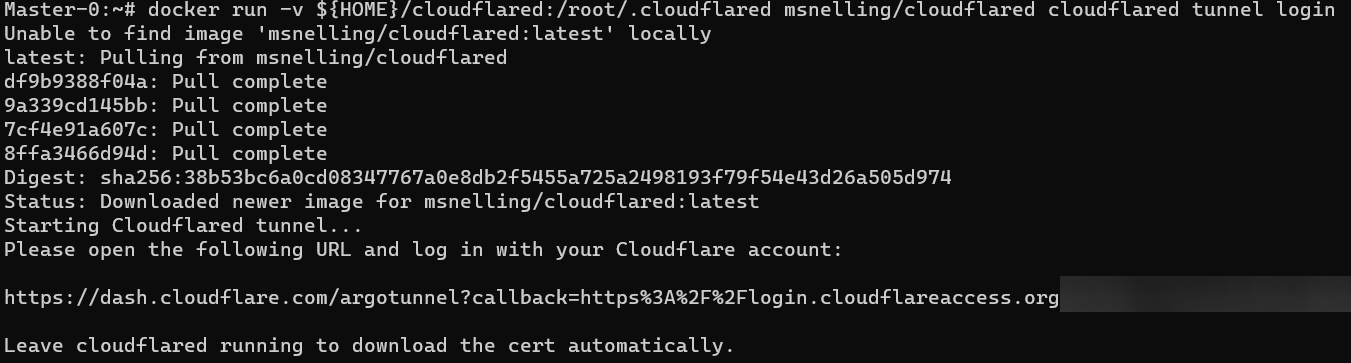 Master-0:~# docker run -v ${HOME}/cloudflared:/root/.cloudflared msnelling/cloudflared cloudflared tunnel login
Unable to find image 'msnelling/cloudflared:latest' locally
latest: Pulling from msnelling/cloudflared
df9b9388f04a: Pull complete
9a339cd145bb: Pull complete
7cf4e91a607c: Pull complete
8ffa3466d94d: Pull complete
Digest: sha256:38b53bc6a0cd08347767a0e8db2f5455a725a2498193f79f54e43d26a505d974
Status: Downloaded newer image for msnelling/cloudflared:latest
Starting Cloudflared tunnel...
Please open the following URL and log in with your Cloudflare account:
https://dash.cloudflare.com/argotunnel?callback=https%3A%2F%2Flogin.cloudflareaccess.org
Leave cloudflared running to download the cert automatically.